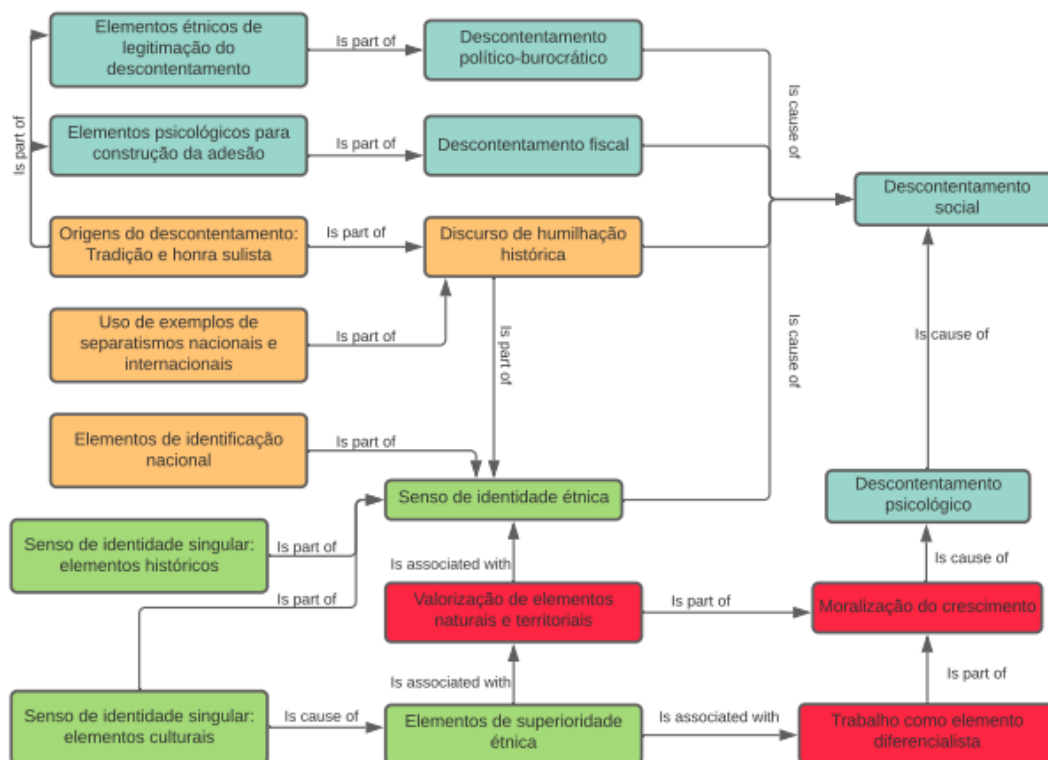 Elementos étnicos de
legitimação do
descontentamento
Is part of
Descontentamento
político-burocrático
Is part of
Elementos psicológicos para
construção da adesão
Is part of
Descontentamento fiscal
Is cause of
Descontentamento
social
Origens do descontentamento:
Tradição e honra sulista
Is part of
Discurso de humilhação
histórica
Uso de exemplos de
separatismos nacionais e
internacionais
Is part of
Is part of
Is cause of
Is cause of
Elementos de identificação
nacional
Is part of
Senso de identidade étnica
Descontentamento
psicológico
Senso de identidade singular:
elementos históricos
Is part of
Is associated with
Is cause of
Is part of
Valorização de elementos
naturais e territoriais
Is part of
Moralização do crescimento
Is associated with
Is part of
Senso de identidade singular:
elementos culturais
Is cause of
Elementos de superioridade
étnica
Is associated with
Trabalho como elemento
diferencialista